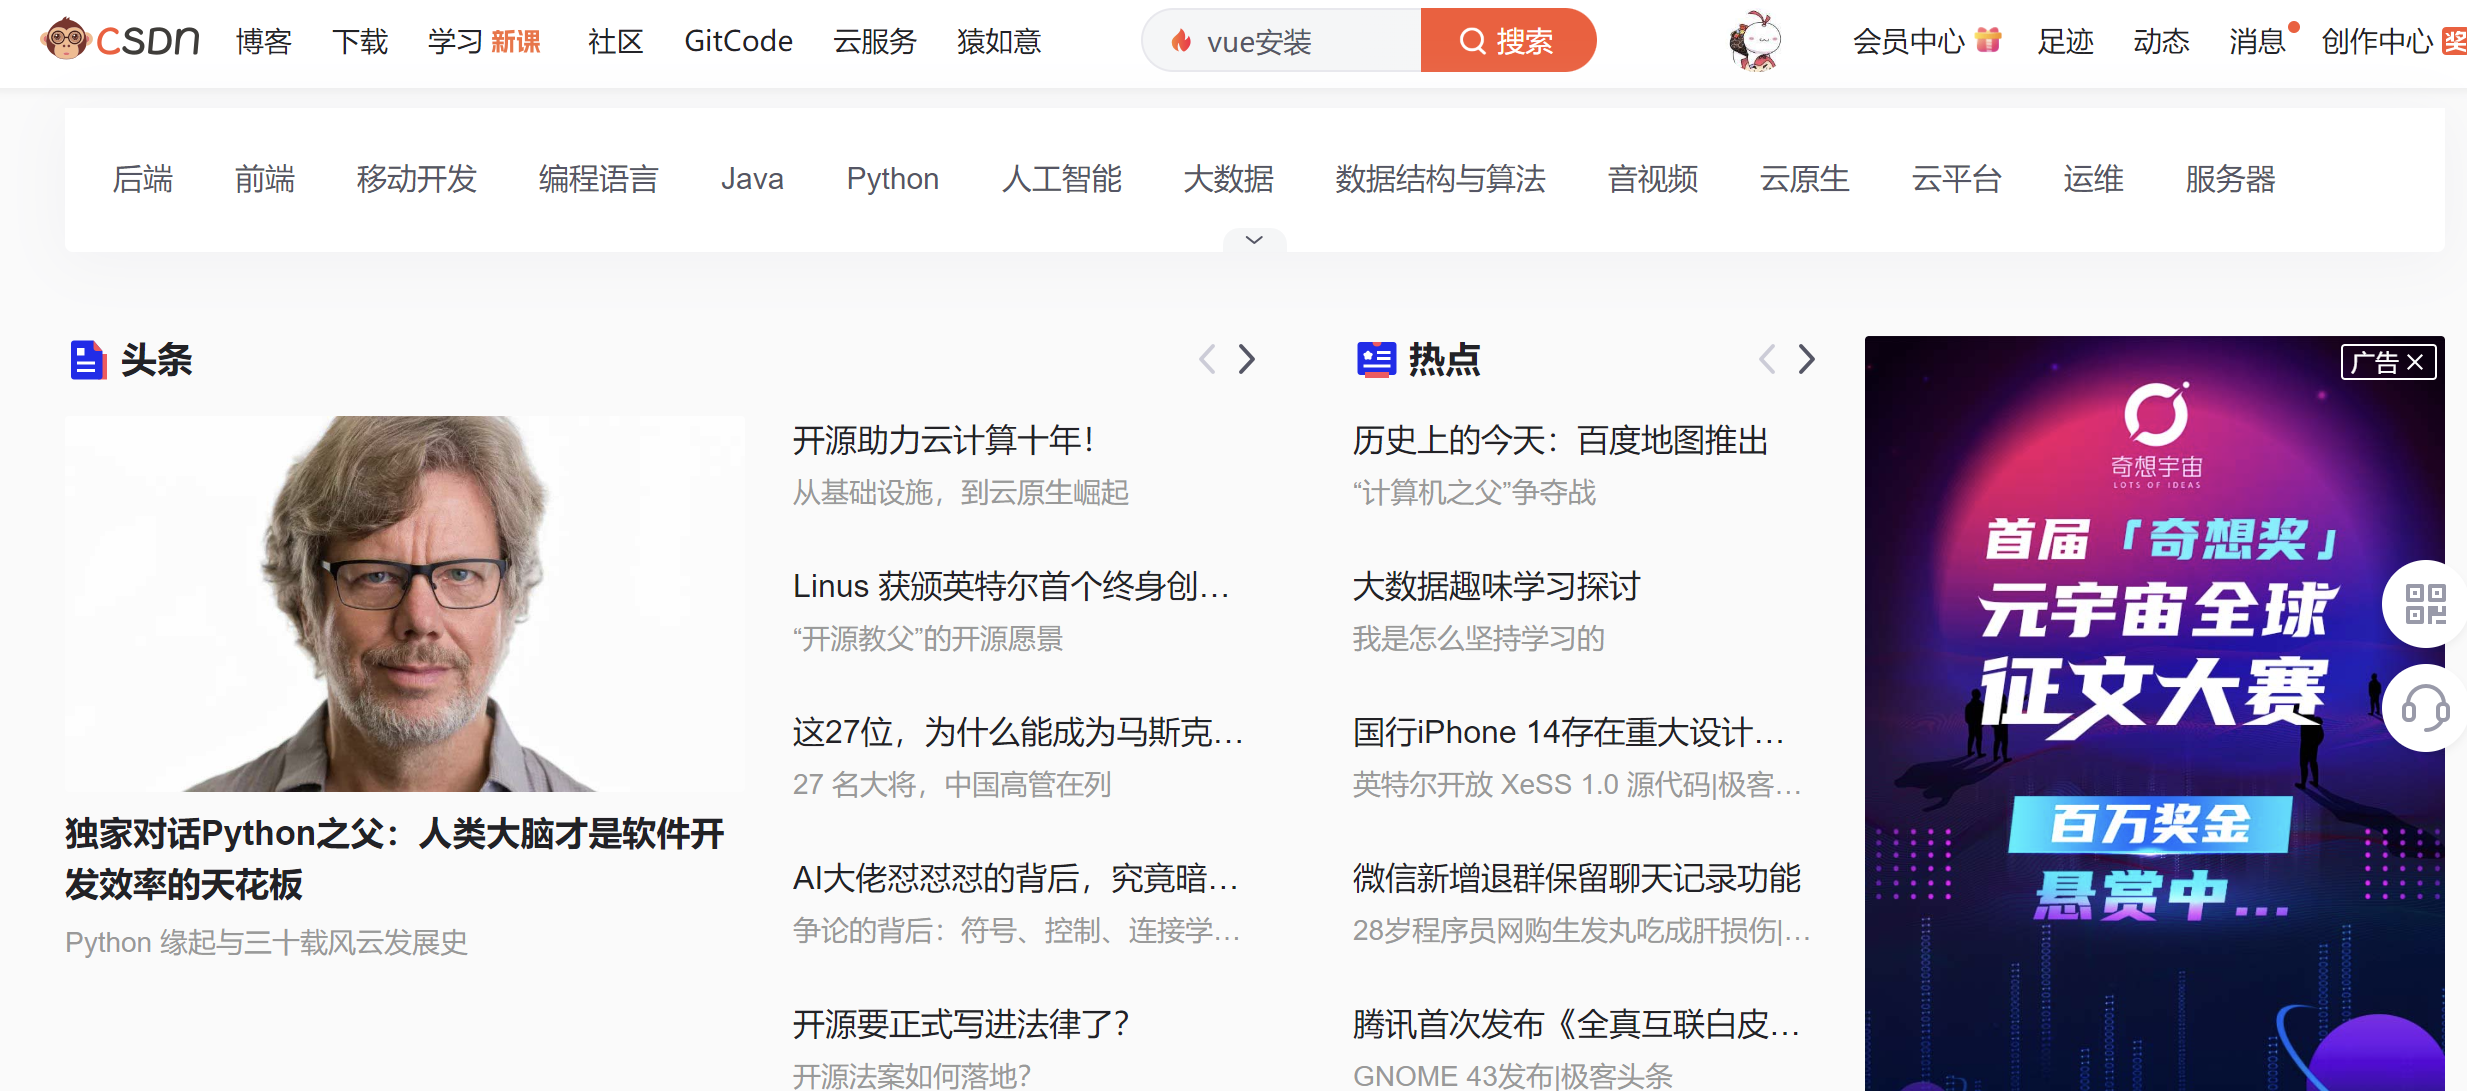 CSDN 博客 下载 学习 新课 社区 GitCode 云服务 猿如意 vue安装 搜索 会员中心 足迹 动态 消息 创作中心 奖
后端 前端 移动开发 编程语言 Java Python 人工智能 大数据 数据结构与算法 音视频 云原生 云平台 运维 服务器
头条
独家对话Python之父：人类大脑才是软件开
发效率的天花板
Python 缘起与三十载风云发展史
开源助力云计算十年！
从基础设施，到云原生崛起
Linus 获颁英特尔首个终身创...
“开源教父”的开源愿景
这27位，为什么能成为马斯克...
27 名大将，中国高管在列
AI大佬怼怼怼的背后，究竟暗...
争论的背后：符号、控制、连接学...
开源要正式写进法律了？
开源法案如何落地？
热点
历史上的今天：百度地图推出
“计算机之父”争夺战
大数据趣味学习探讨
我是怎么坚持学习的
国行iPhone 14存在重大设计...
英特尔开放 XeSS 1.0 源代码|极客...
微信新增退群保留聊天记录功能
28岁程序员网购生发丸吃成肝损伤|...
腾讯首次发布《全真互联白皮...
GNOME 43发布|极客头条
广告
奇想宇宙
LOTS OF IDEAS
首届「奇想奖」
元宇宙全球
征文大赛
百万奖金
悬赏中...